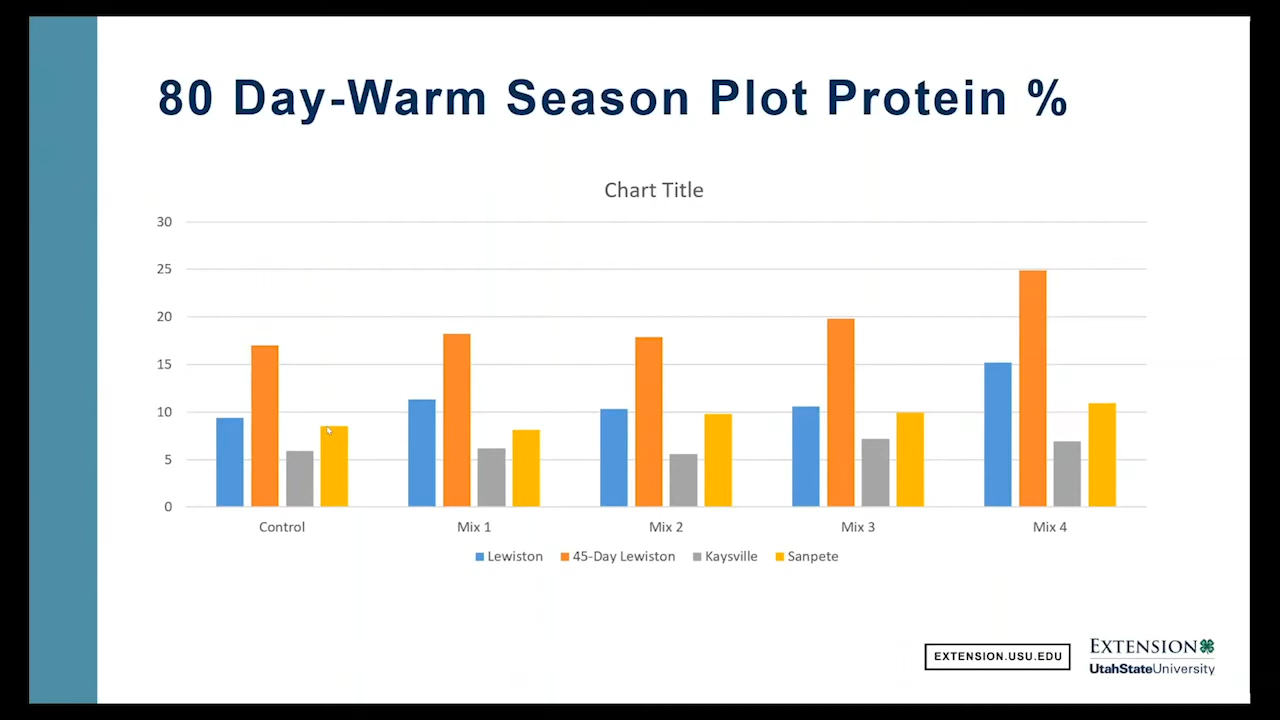 80 Day-Warm Season Plot Protein %
Chart Title
30
25
20
15
10
5
0
Control Mix 1 Mix 2 Mix 3 Mix 4
Lewiston 45-Day Lewiston Kaysville Sanpete
EXTENSION.USU.EDU
EXTENSION
UtahStateUniversity